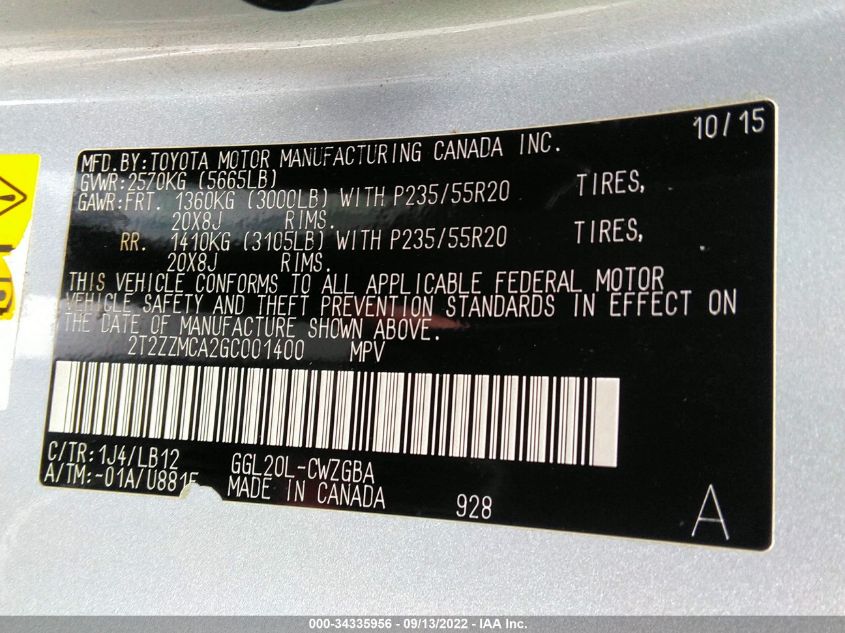 10/15
MFD.BY:TOYOTA MOTOR MANUFACTURING CANADA INC.
GVWR:2570KG (5665LB)
GAWR:FRT. 1360KG (3000LB) WITH P235/55R20 TIRES,
20X8J RIMS.
RR. 1410KG (3105LB) WITH P235/55R20 TIRES,
20X8J RIMS.
THIS VEHICLE CONFORMS TO ALL APPLICABLE FEDERAL MOTOR
VEHICLE SAFETY AND THEFT PREVENTION STANDARDS IN EFFECT ON
THE DATE OF MANUFACTURE SHOWN ABOVE.
2T2ZZMCA2GC001400 MPV
C/TR:1J4/LB12 GGL20L-CWZGBA
A/TM:-01A/U881F MADE IN CANADA 928 A
000-34335956 - 09/13/2022 - IAA Inc.